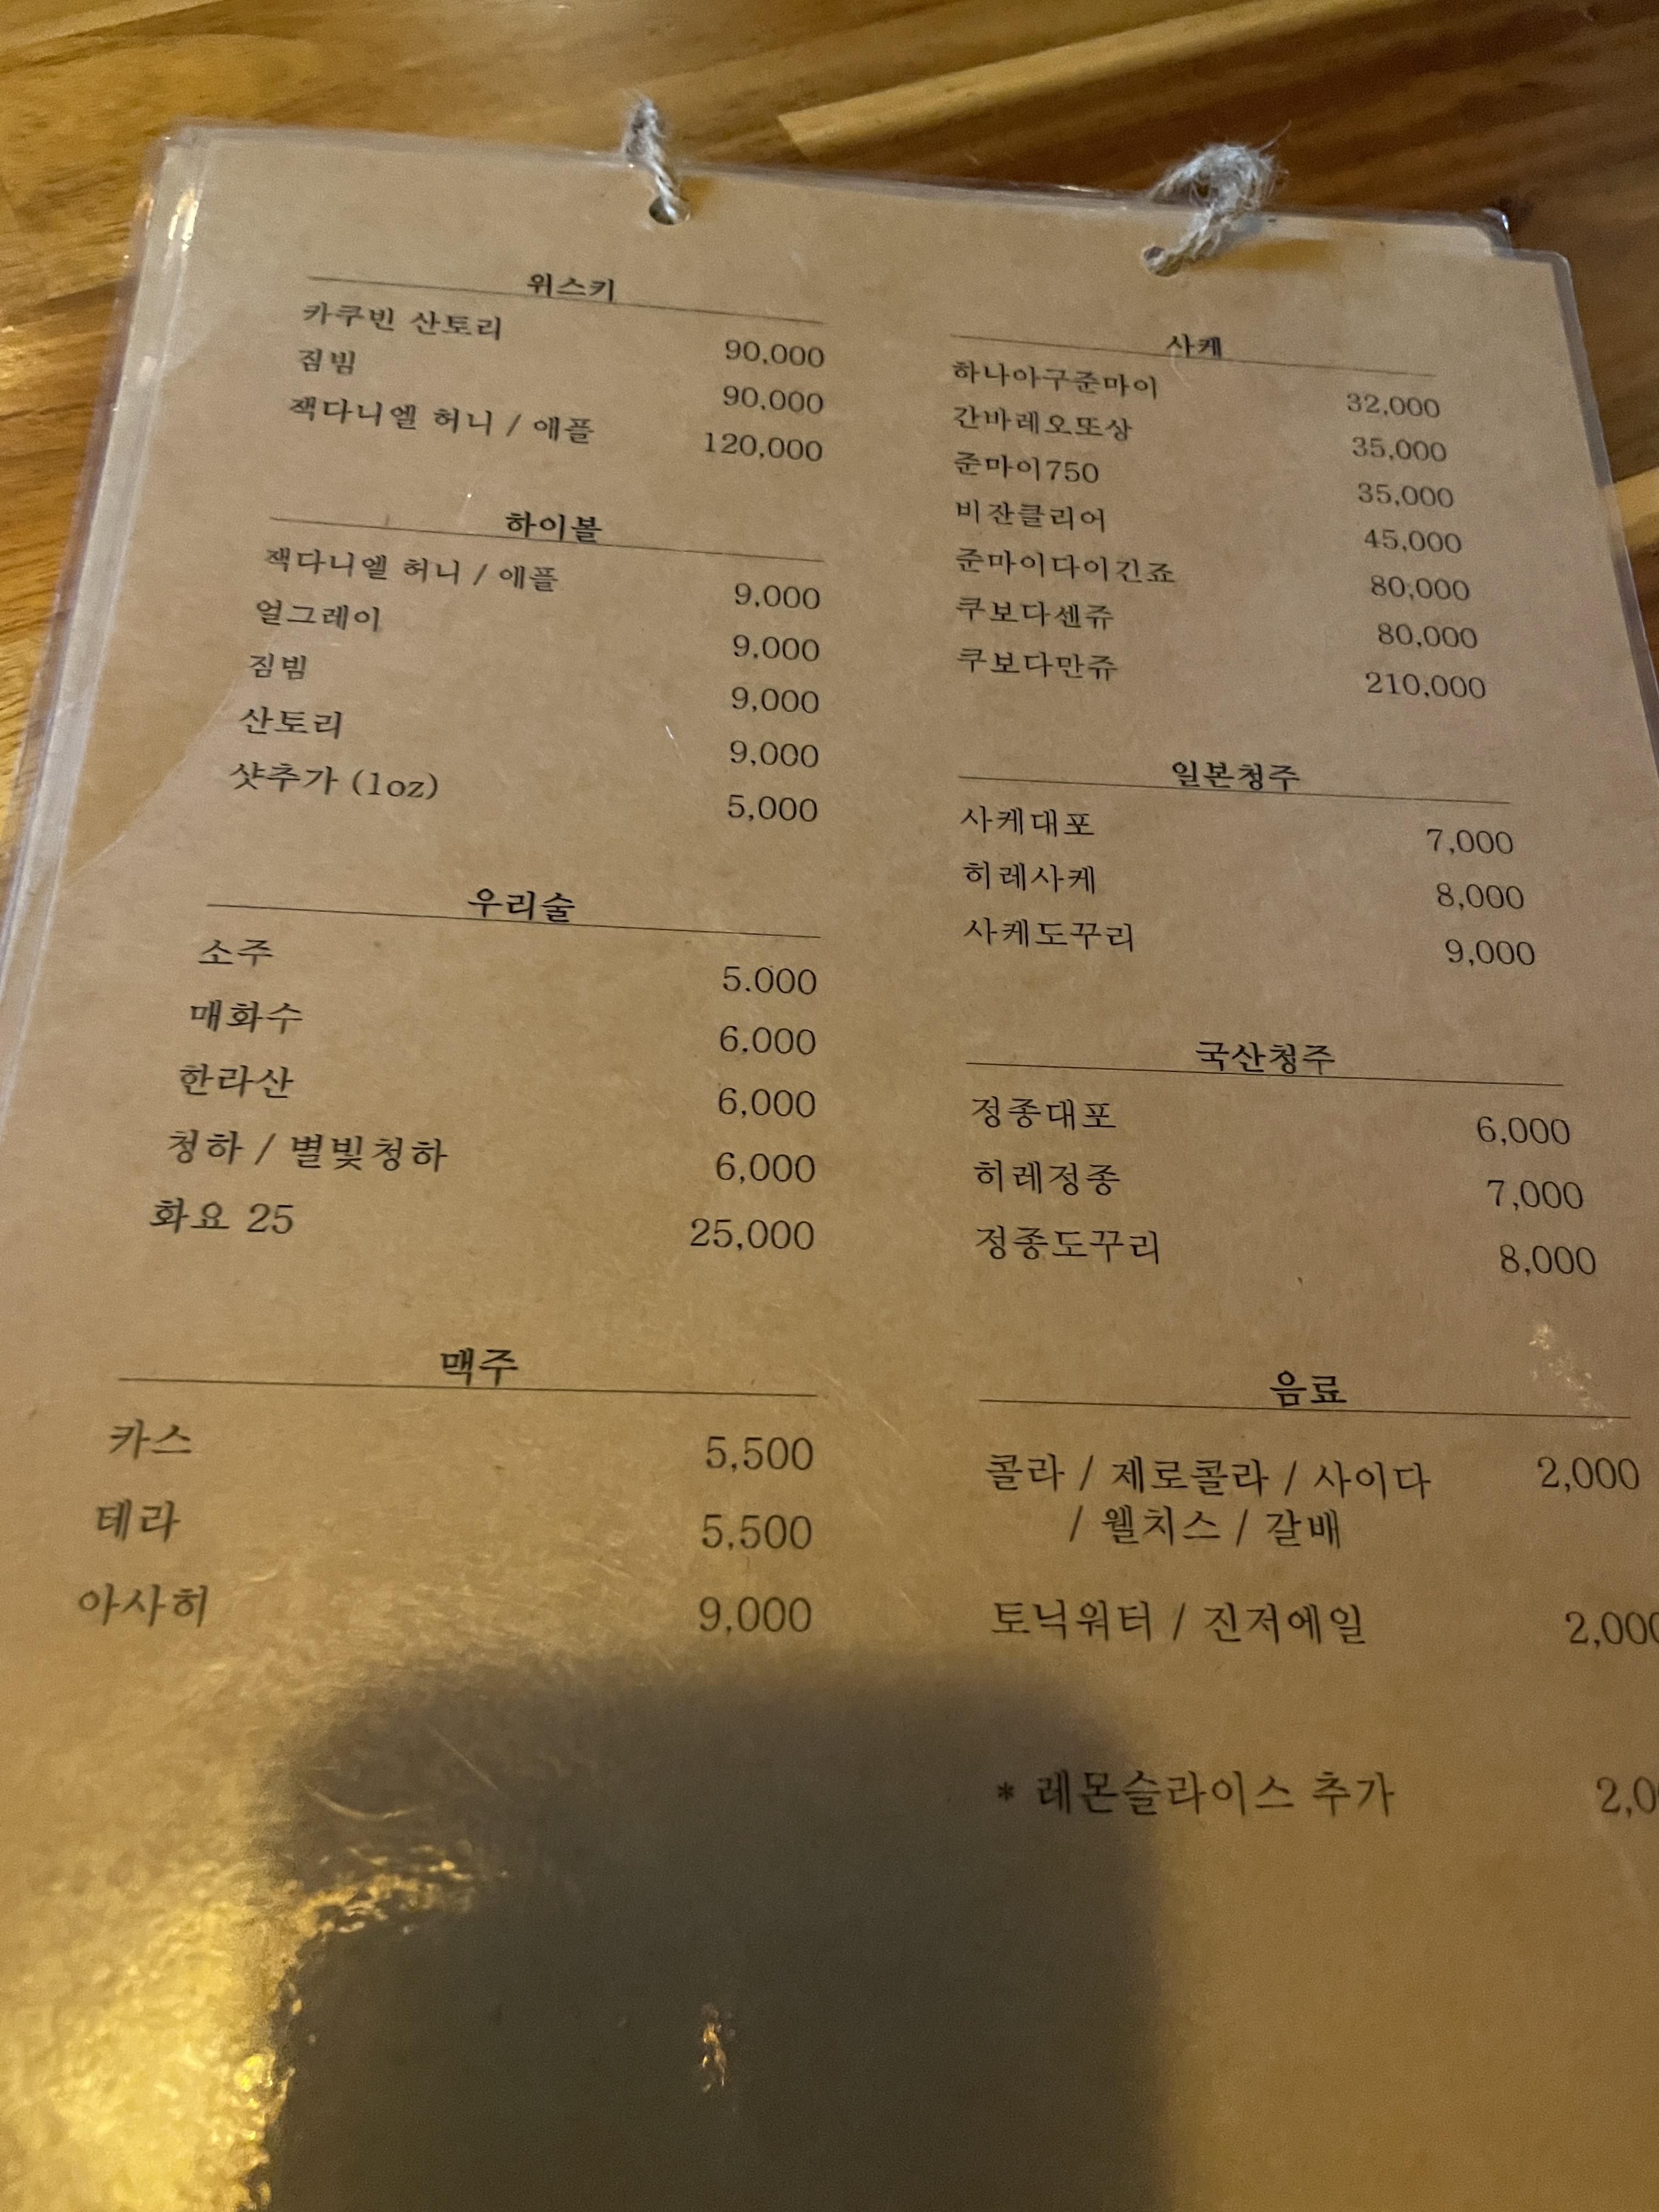 위스키
카쿠빈 산토리 90,000
짐빔 90,000
잭다니엘 허니 / 애플 120,000
하이볼
잭다니엘 허니 / 애플 9,000
얼그레이 9,000
짐빔 9,000
산토리 9,000
샷추가 (1oz) 5,000
우리술
소주 5.000
매화수 6,000
한라산 6,000
청하 / 별빛청하 6,000
화요 25 25,000
맥주
카스 5,500
테라 5,500
아사히 9,000
사케
하나아구준마이 32,000
간바레오또상 35,000
준마이750 35,000
비잔클리어 45,000
준마이다이긴죠 80,000
쿠보다센쥬 80,000
쿠보다만쥬 210,000
일본청주
사케대포 7,000
히레사케 8,000
사케도꾸리 9,000
국산청주
정종대포 6,000
히레정종 7,000
정종도꾸리 8,000
음료
콜라 / 제로콜라 / 사이다 2,000
/ 웰치스 / 갈배
토닉워터 / 진저에일 2,000
* 레몬슬라이스 추가 2,0